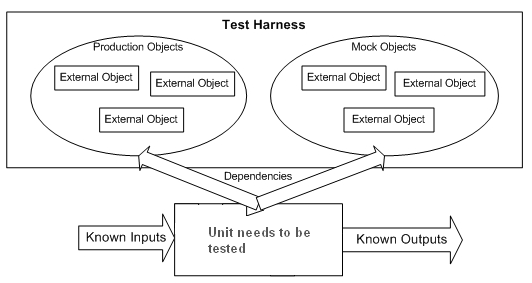 Test Harness
Production Objects
Mock Objects
External Object
External Object
External Object
External Object
External Object
External Object
Dependencies
Known Inputs
Unit needs to be
tested
Known Outputs